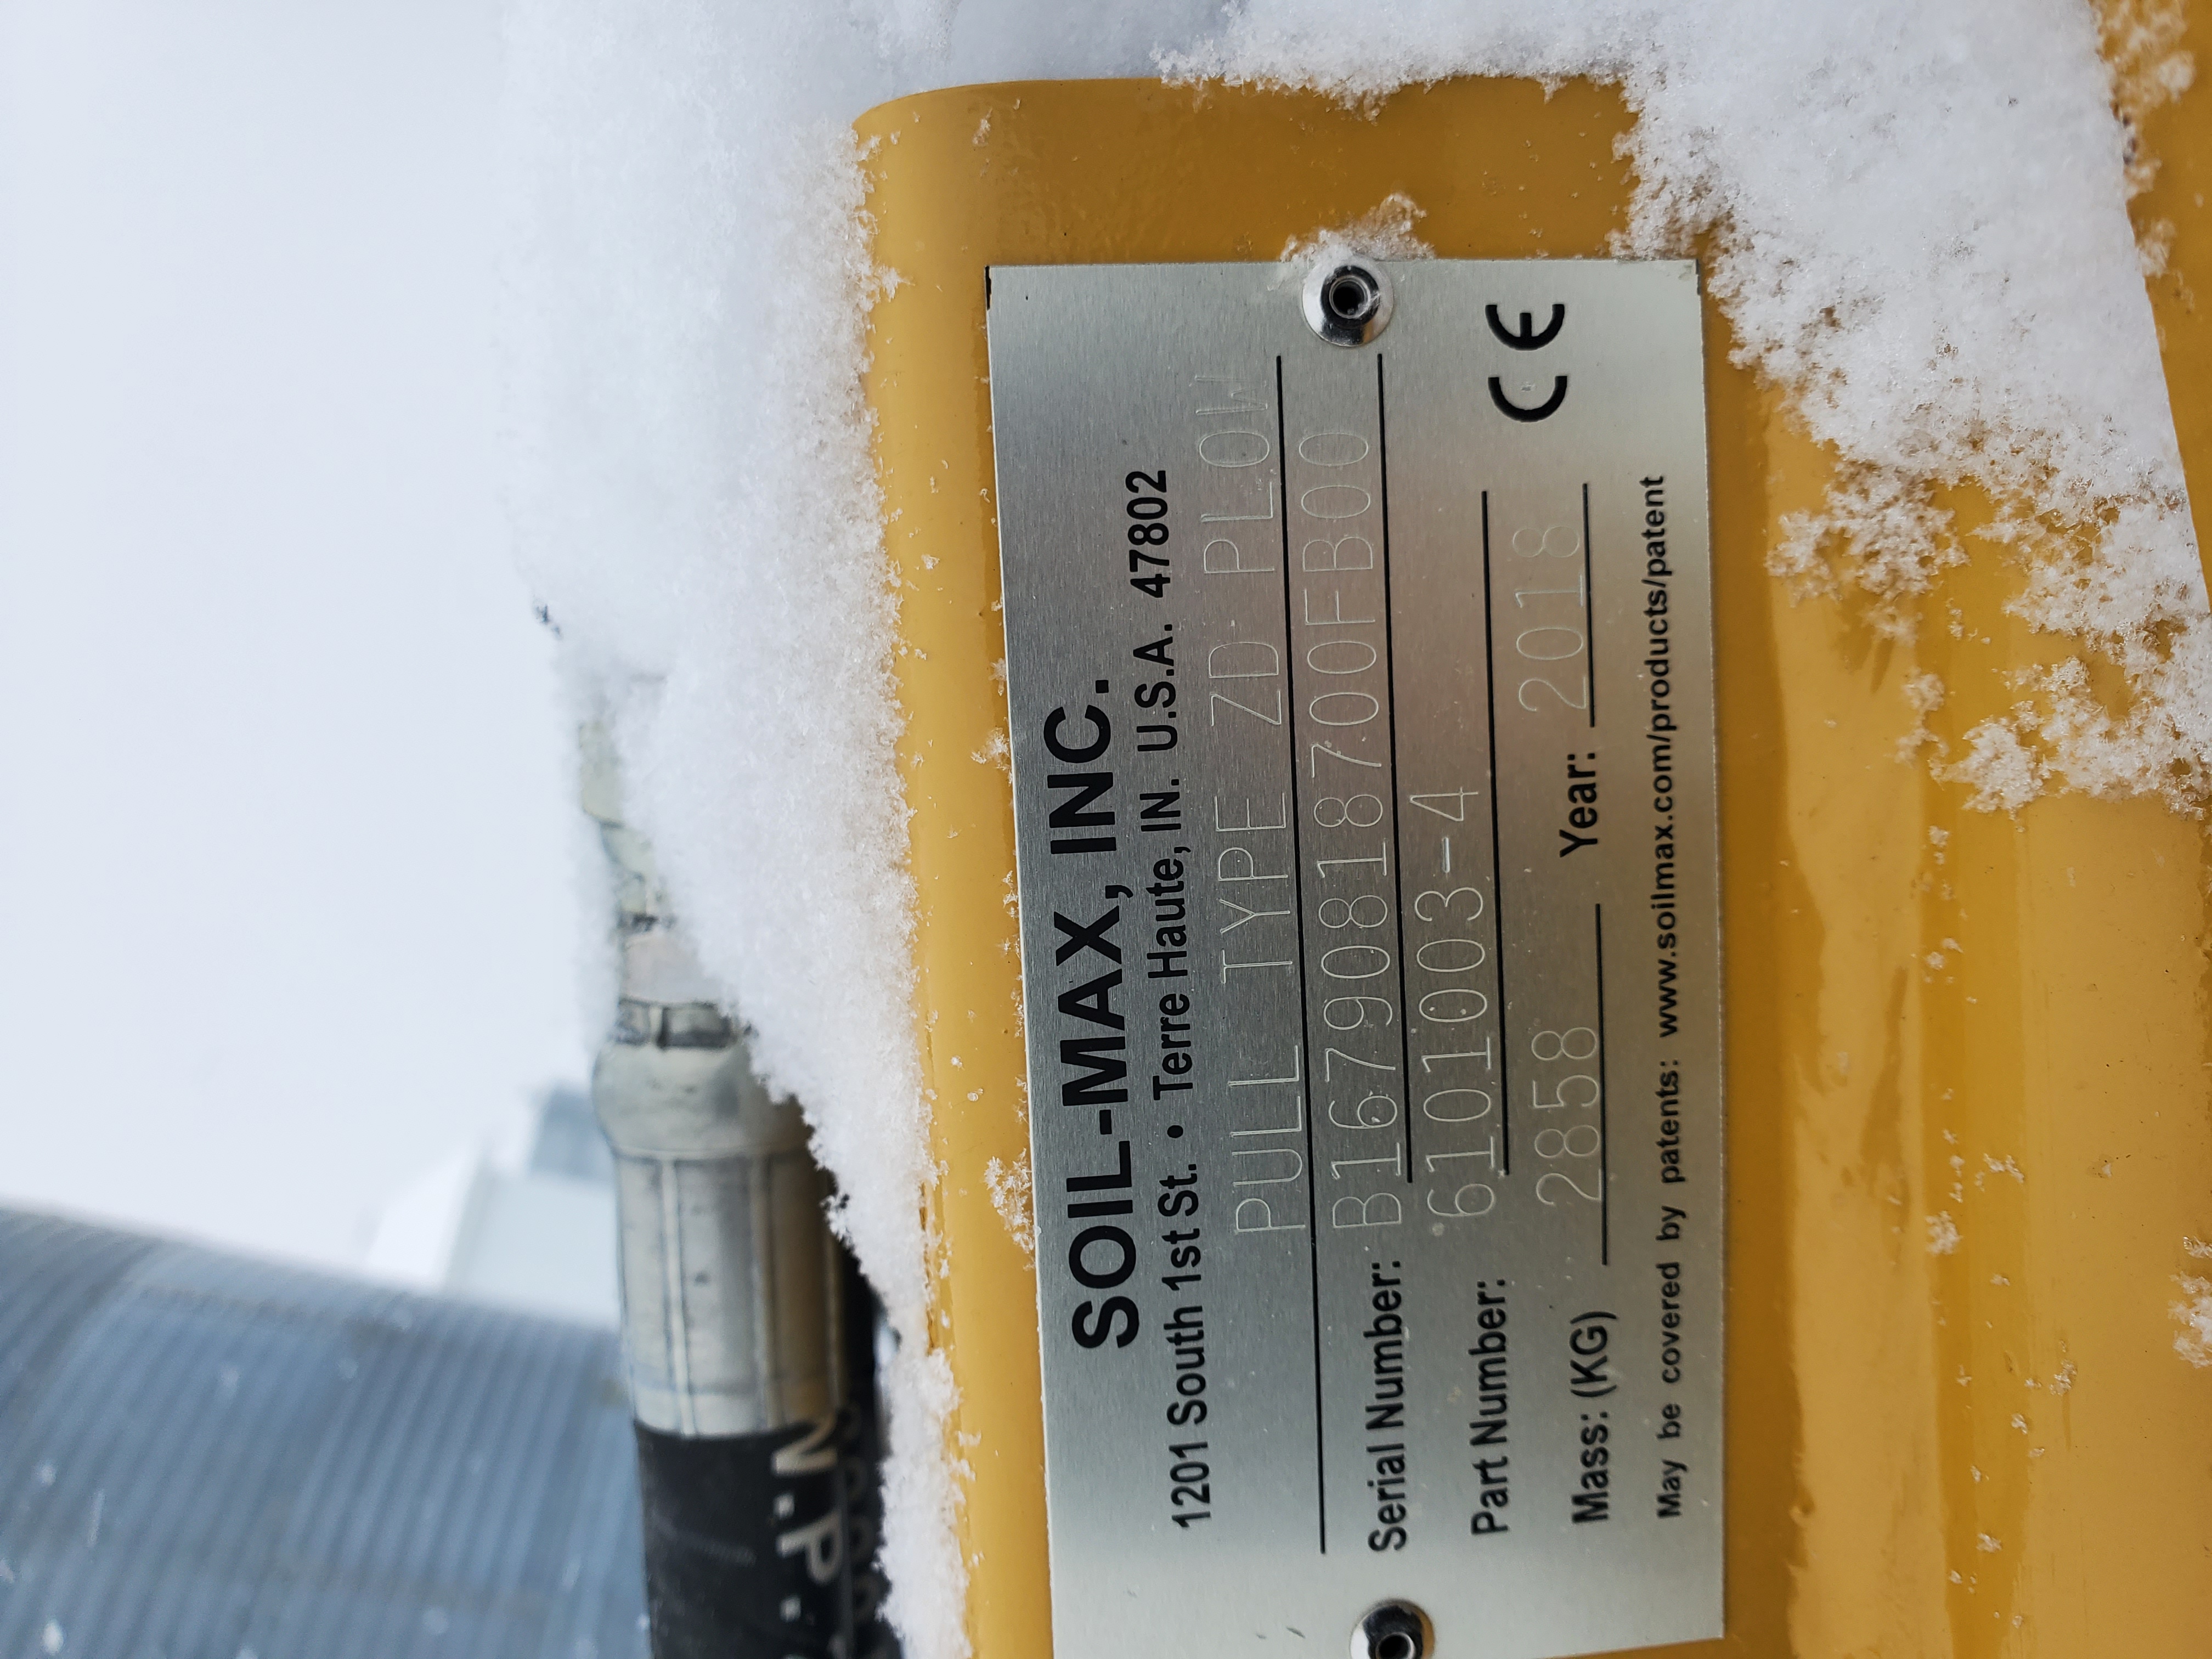 SOIL-MAX, INC.
1201 South 1st St. • Terre Haute, IN. U.S.A. 47802
PULL TYPE ZD PLOW
Serial Number: B16790818700FB00
Part Number: 6101003-4
Mass: (KG) 2858 Year: 2018
CE
May be covered by patents: www.soilmax.com/products/patent
N.P.